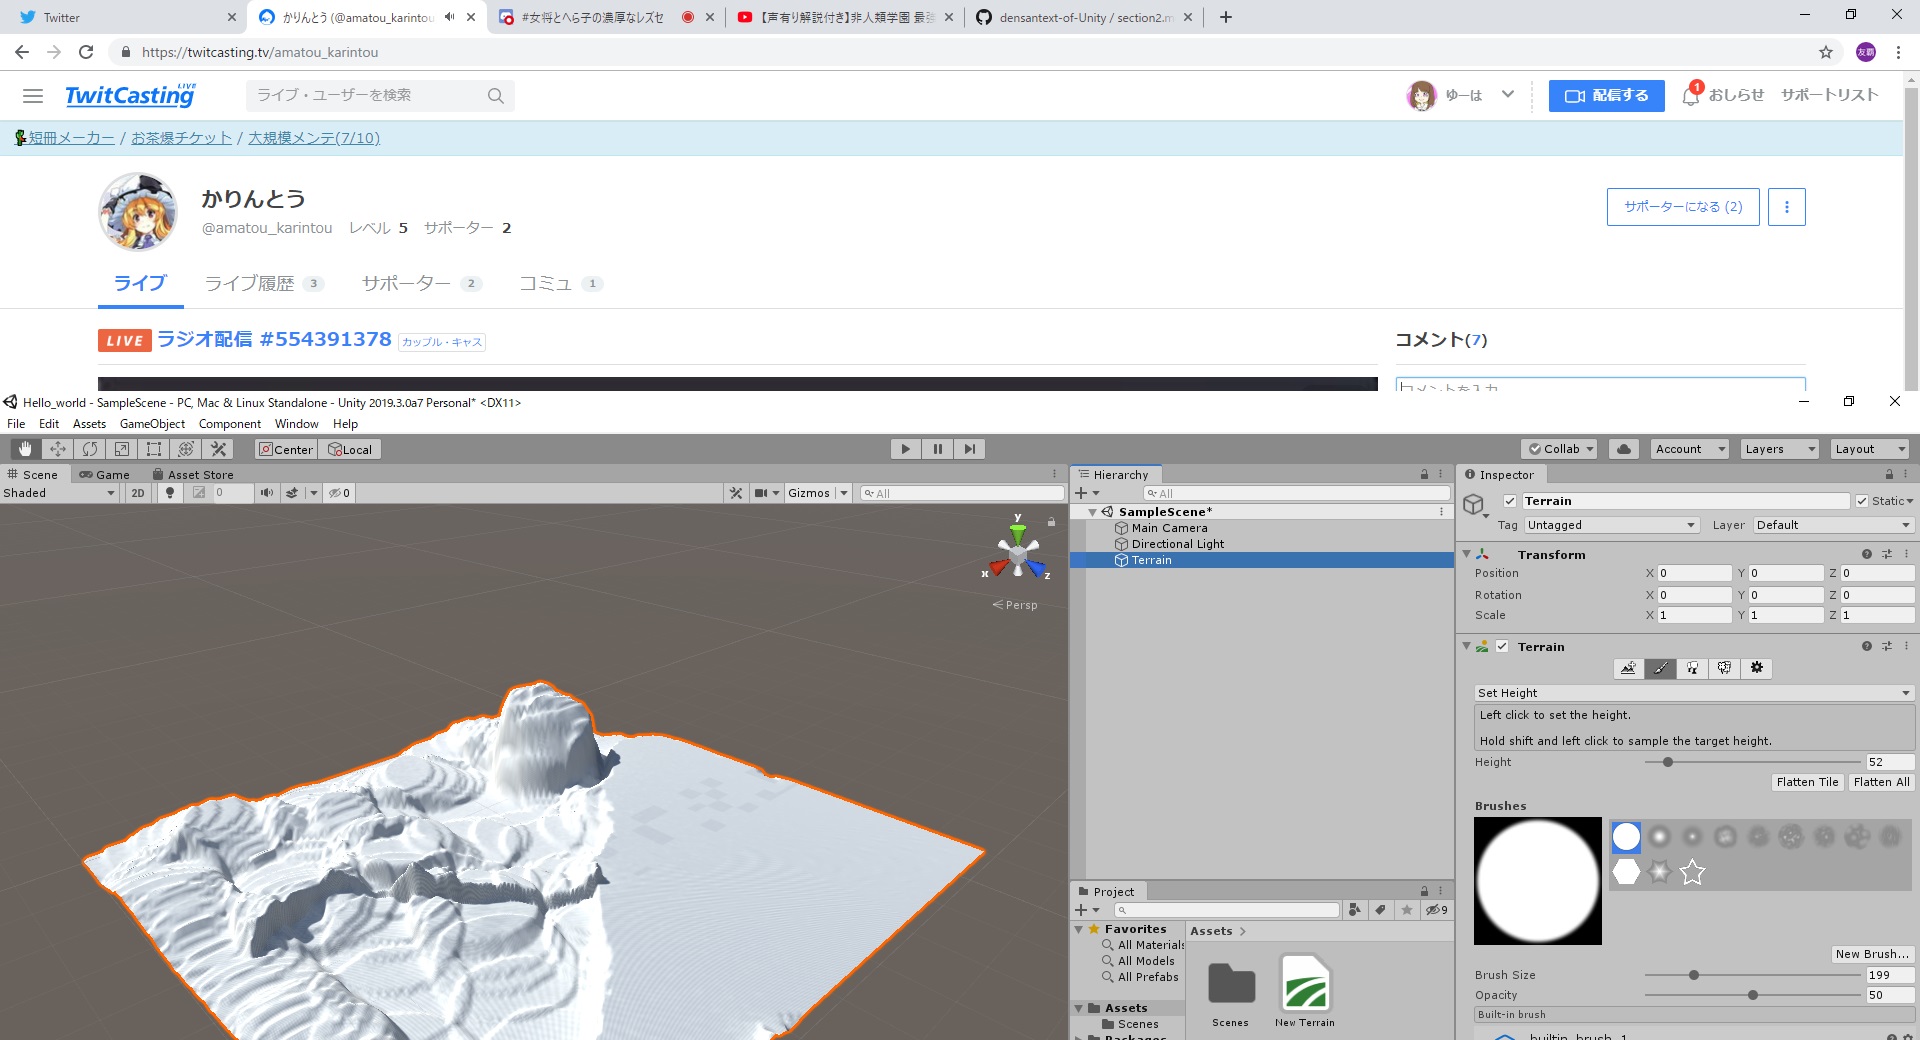 Twitter
かりんとう (@amatou_karintou
#女将とへら子の濃厚なレズセ
【声有り解説付き】非人類学園 最強
densantext-of-Unity / section2.m
https://twitcasting.tv/amatou_karintou
友覇
TwitCasting LIVE
ライブ・ユーザーを検索
ゆーは
配信する
1
おしらせ
サポートリスト
短冊メーカー / お茶爆チケット / 大規模メンテ(7/10)
かりんとう
@amatou_karintou レベル 5 サポーター 2
サポーターになる (2)
ライブ ライブ履歴 3 サポーター 2 コミュ 1
LIVE ラジオ配信 #554391378 カップル・キャス
コメント(7)
コメントを入力
Hello_world - SampleScene - PC, Mac & Linux Standalone - Unity 2019.3.0a7 Personal* <DX11>
File Edit Assets GameObject Component Window Help
Center Local
Collab Account Layers Layout
Scene Game Asset Store
Shaded 2D 0 0 Gizmos All
y
x
z
Persp
Hierarchy
All
SampleScene*
Main Camera
Directional Light
Terrain
Project
9
Favorites
All Materials
All Models
All Prefabs
Assets
Scenes
Packages
Assets
Scenes
New Terrain
Inspector
Terrain Static
Tag Untagged Layer Default
Transform
Position X 0 Y 0 Z 0
Rotation X 0 Y 0 Z 0
Scale X 1 Y 1 Z 1
Terrain
Set Height
Left click to set the height.
Hold shift and left click to sample the target height.
Height 52
Flatten Tile Flatten All
Brushes
New Brush...
Brush Size 199
Opacity 50
Built-in brush
builtin_brush_1